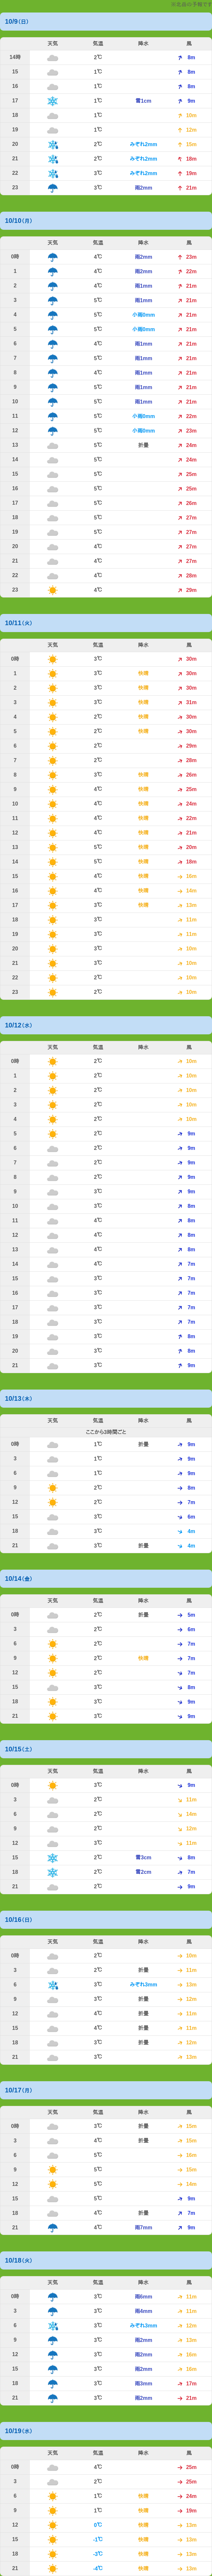 10/9(日)
天気 気温 降水 風
14時 2℃ 8m
15 1℃ 8m
16 1℃ 8m
17 1℃ 雪1cm 9m
18 1℃ 10m
19 1℃ 12m
20 2℃ みぞれ2mm 15m
21 2℃ みぞれ2mm 18m
22 3℃ みぞれ2mm 19m
23 3℃ 雨2mm 21m
10/10(月)
天気 気温 降水 風
0時 4℃ 雨2mm 23m
1 4℃ 雨2mm 22m
2 4℃ 雨1mm 21m
3 5℃ 雨1mm 21m
4 5℃ 小雨0mm 21m
5 5℃ 小雨0mm 21m
6 4℃ 雨1mm 21m
7 5℃ 雨1mm 21m
8 4℃ 雨1mm 21m
9 5℃ 雨1mm 21m
10 5℃ 雨1mm 21m
11 5℃ 小雨0mm 22m
12 5℃ 小雨0mm 23m
13 5℃ 折畳 24m
14 5℃ 24m
15 5℃ 25m
16 5℃ 25m
17 5℃ 26m
18 5℃ 27m
19 5℃ 27m
20 4℃ 27m
21 4℃ 27m
22 4℃ 28m
23 4℃ 29m
10/11(火)
天気 気温 降水 風
0時 3℃ 30m
1 3℃ 快晴 30m
2 3℃ 快晴 30m
3 3℃ 快晴 31m
4 2℃ 快晴 30m
5 2℃ 快晴 30m
6 2℃ 29m
7 2℃ 28m
8 3℃ 快晴 26m
9 4℃ 快晴 25m
10 4℃ 快晴 24m
11 4℃ 快晴 22m
12 4℃ 快晴 21m
13 5℃ 快晴 20m
14 5℃ 快晴 18m
15 4℃ 快晴 16m
16 4℃ 快晴 14m
17 3℃ 快晴 13m
18 3℃ 11m
19 3℃ 11m
20 3℃ 10m
21 3℃ 10m
22 2℃ 10m
23 2℃ 10m
10/12(水)
天気 気温 降水 風
0時 2℃ 10m
1 2℃ 10m
2 2℃ 10m
3 2℃ 10m
4 2℃ 10m
5 2℃ 9m
6 2℃ 9m
7 2℃ 9m
8 2℃ 9m
9 3℃ 9m
10 3℃ 8m
11 4℃ 8m
12 4℃ 8m
13 4℃ 8m
14 4℃ 7m
15 3℃ 7m
16 3℃ 7m
17 3℃ 7m
18 3℃ 7m
19 3℃ 8m
20 3℃ 8m
21 3℃ 9m
10/13(木)
天気 気温 降水 風
ここから3時間ごと
0時 1℃ 折畳 9m
3 1℃ 9m
6 1℃ 9m
9 2℃ 8m
12 2℃ 7m
15 3℃ 6m
18 3℃ 4m
21 3℃ 折畳 4m
10/14(金)
天気 気温 降水 風
0時 2℃ 折畳 5m
3 2℃ 6m
6 2℃ 7m
9 2℃ 快晴 7m
12 2℃ 7m
15 3℃ 8m
18 3℃ 9m
21 3℃ 9m
10/15(土)
天気 気温 降水 風
0時 3℃ 9m
3 2℃ 11m
6 2℃ 14m
9 2℃ 12m
12 3℃ 11m
15 2℃ 雪3cm 8m
18 2℃ 雪2cm 7m
21 2℃ 9m
10/16(日)
天気 気温 降水 風
0時 2℃ 10m
3 2℃ 折畳 11m
6 3℃ みぞれ3mm 13m
9 3℃ 折畳 12m
12 4℃ 折畳 11m
15 4℃ 折畳 11m
18 3℃ 折畳 12m
21 3℃ 13m
10/17(月)
天気 気温 降水 風
0時 3℃ 折畳 15m
3 4℃ 折畳 15m
6 5℃ 16m
9 5℃ 15m
12 5℃ 14m
15 5℃ 9m
18 4℃ 折畳 7m
21 4℃ 雨7mm 9m
10/18(火)
天気 気温 降水 風
0時 3℃ 雨6mm 11m
3 3℃ 雨4mm 11m
6 2℃ みぞれ3mm 12m
9 2℃ 雨2mm 13m
12 2℃ 雨2mm 16m
15 2℃ 雨2mm 16m
18 3℃ 雨3mm 17m
21 3℃ 雨2mm 21m
10/19(水)
天気 気温 降水 風
0時 4℃ 25m
3 2℃ 25m
6 1℃ 快晴 24m
9 1℃ 快晴 19m
12 0℃ 快晴 13m
15 -1℃ 快晴 13m
18 -3℃ 快晴 13m
21 -4℃ 快晴 13m